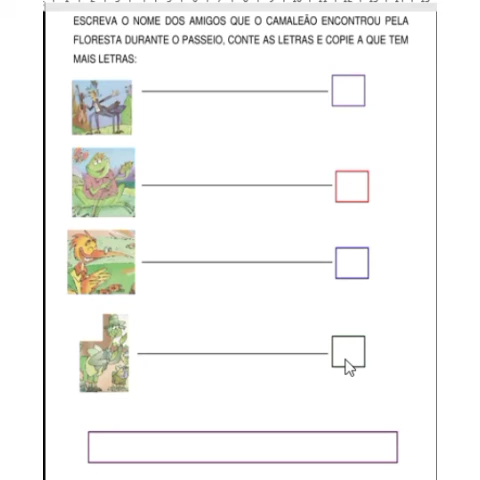 ESCREVA O NOME DOS AMIGOS QUE O CAMALEÃO ENCONTROU PELA
FLORESTA DURANTE O PASSEIO, CONTE AS LETRAS E COPIE A QUE TEM
MAIS LETRAS: